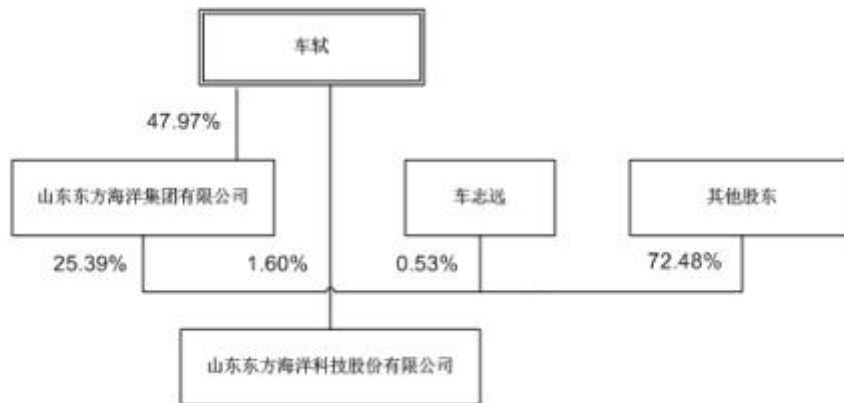 车轼
47.97%
山东东方海洋集团有限公司
车志远
其他股东
25.39%
1.60%
0.53%
72.48%
山东东方海洋科技股份有限公司